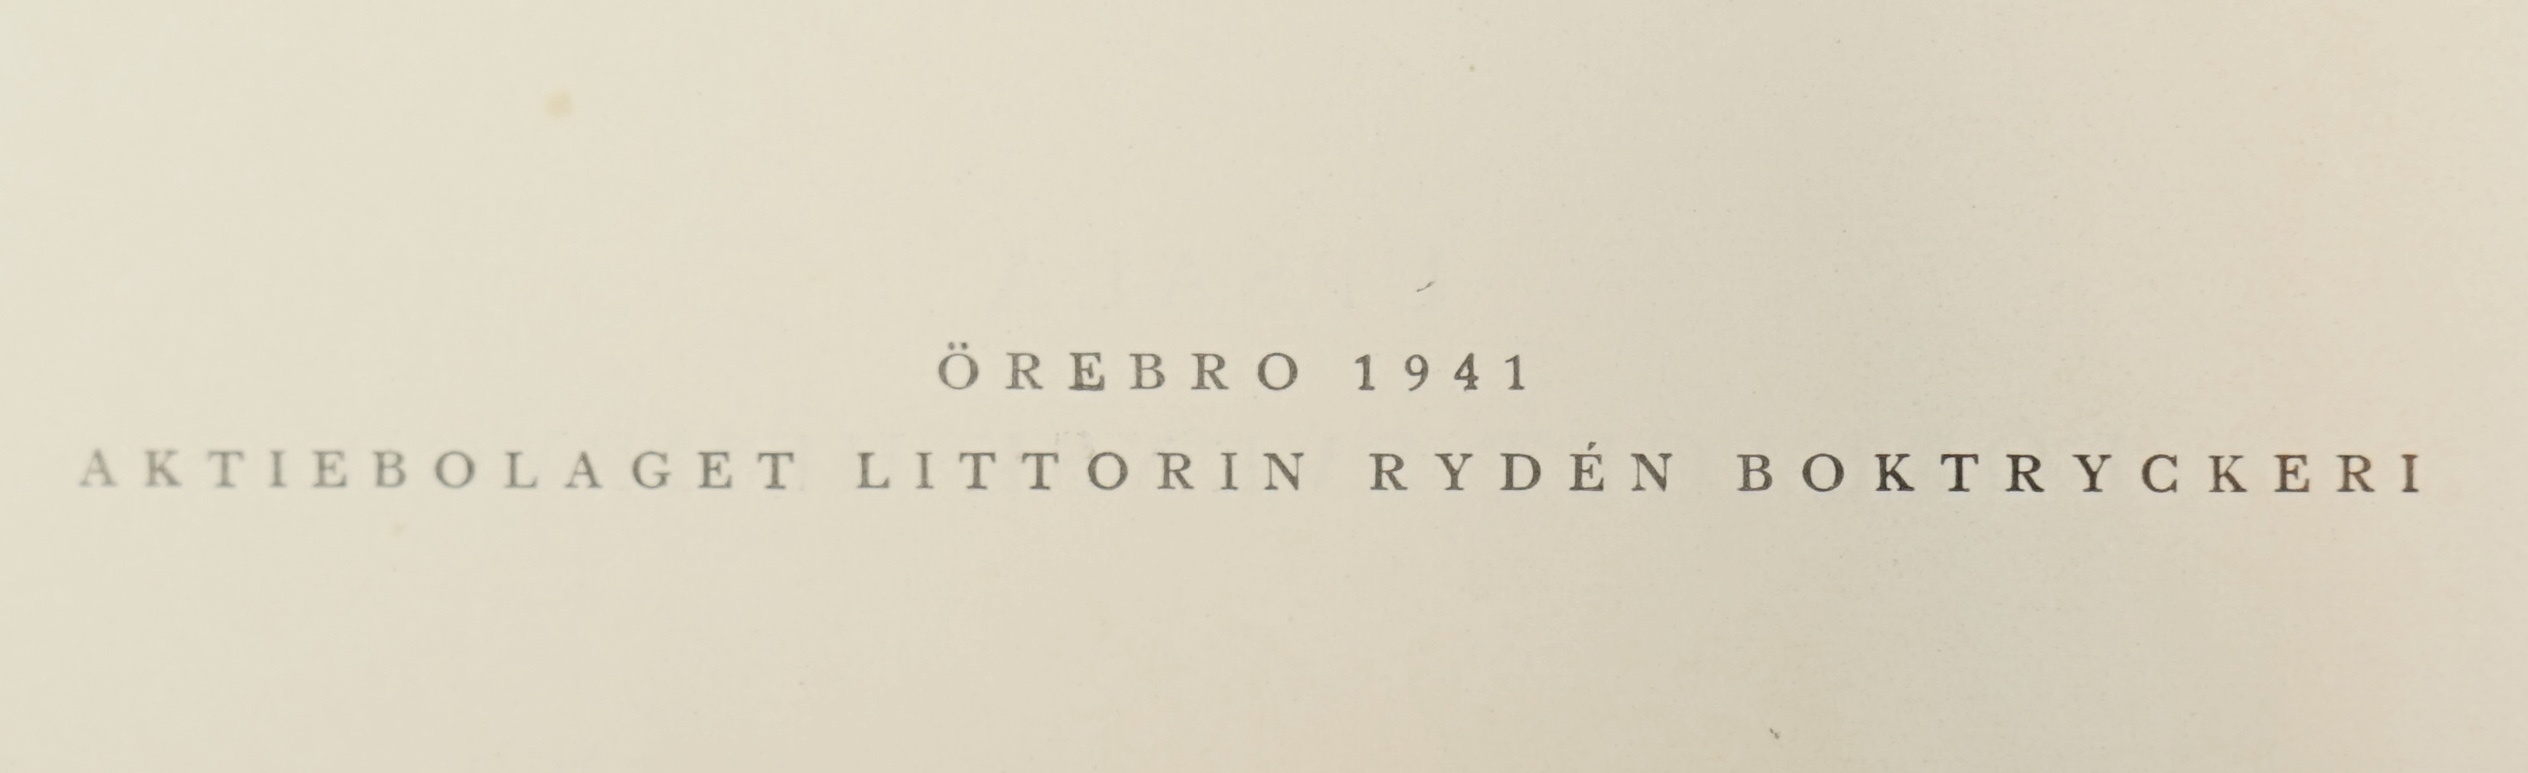 ÖREBRO 1941
AKTIEBOLAGET LITTORIN RYDÉN BOKTRYCKERI